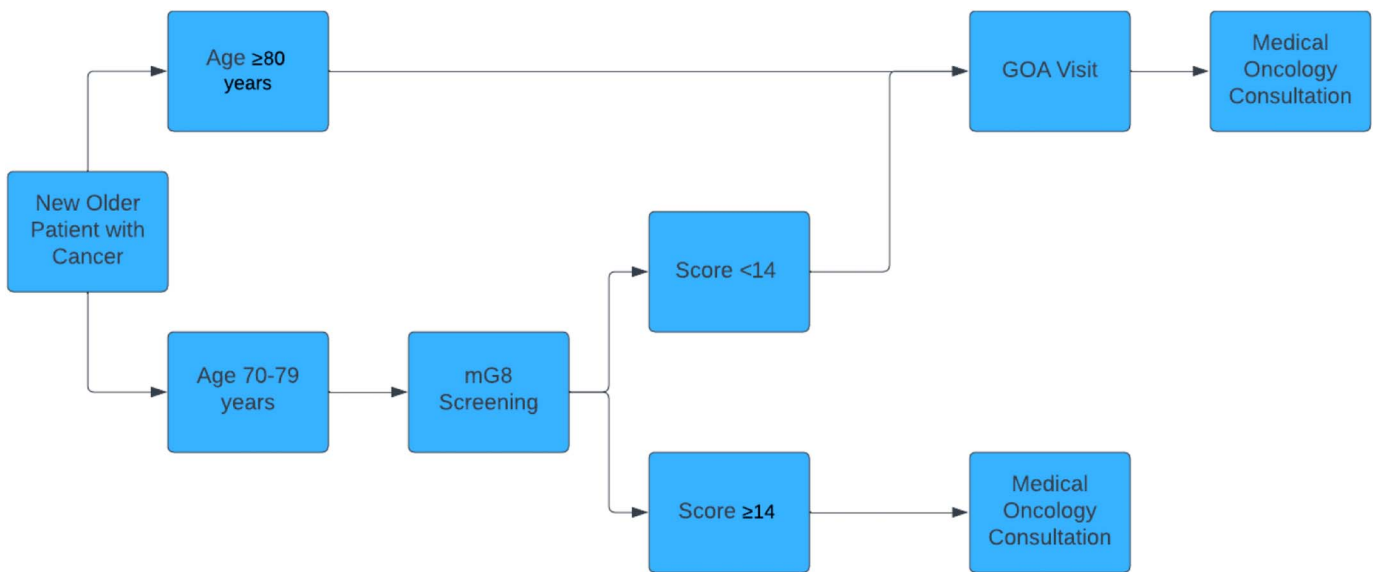 Age ≥80
years
GOA Visit
Medical
Oncology
Consultation
New Older
Patient with
Cancer
Score <14
Age 70-79
years
mG8
Screening
Score ≥14
Medical
Oncology
Consultation